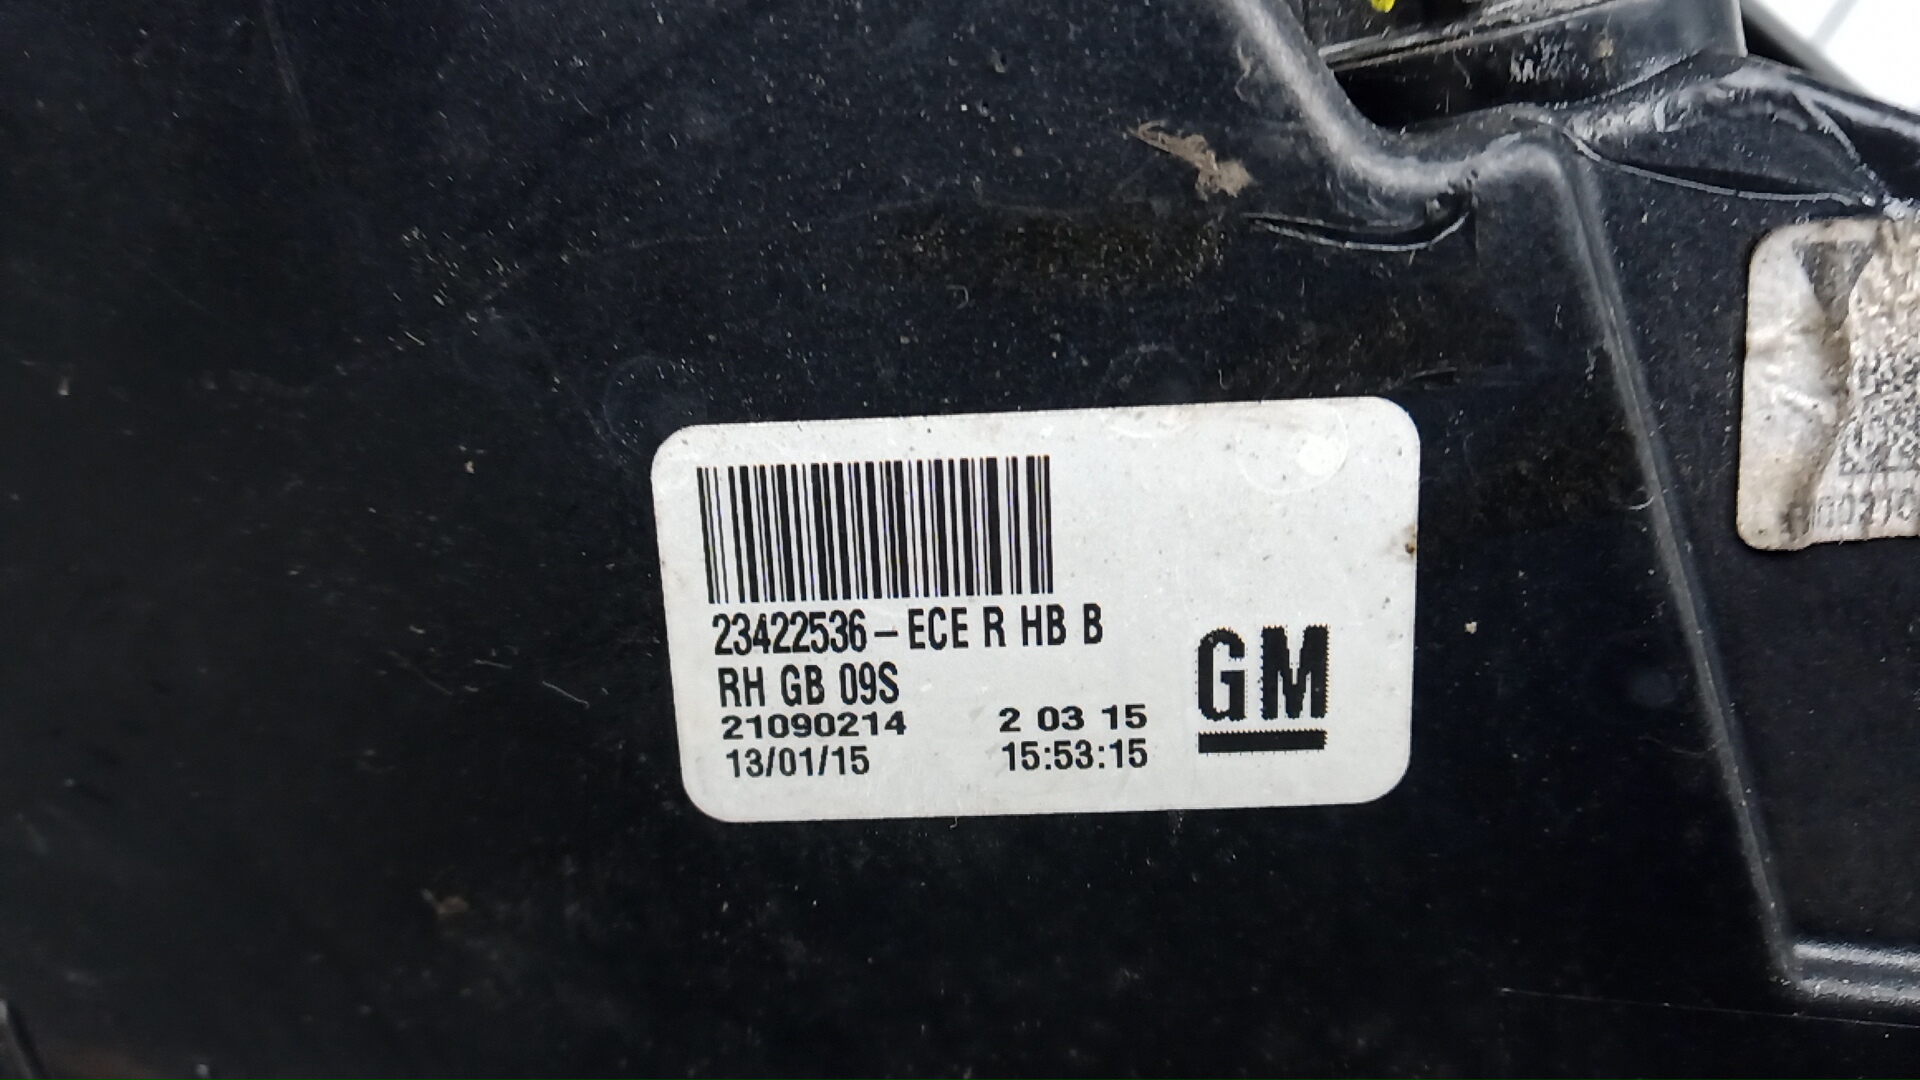 23422536 – ECE R HB B
RH GB 09S
21090214 2 03 15
13/01/15 15:53:15
GM